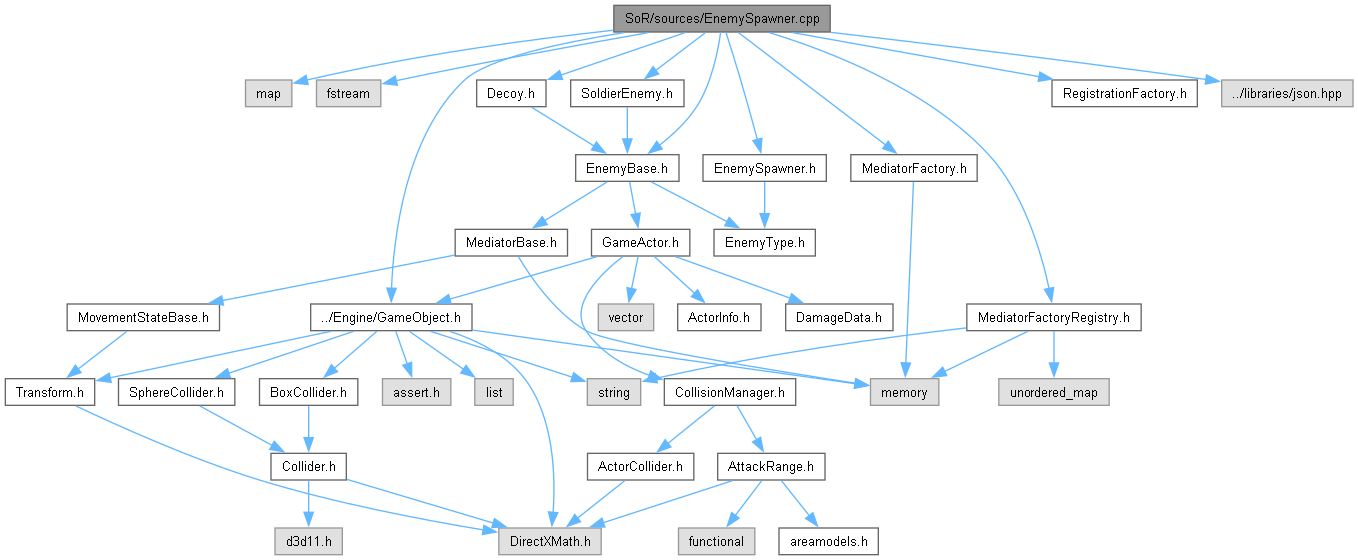 SoR/sources/EnemySpawner.cpp
map
fstream
Decoy.h
SoldierEnemy.h
RegistrationFactory.h
../libraries/json.hpp
EnemyBase.h
EnemySpawner.h
MediatorFactory.h
MediatorBase.h
GameActor.h
EnemyType.h
MovementStateBase.h
../Engine/GameObject.h
vector
ActorInfo.h
DamageData.h
MediatorFactoryRegistry.h
Transform.h
SphereCollider.h
BoxCollider.h
assert.h
list
string
CollisionManager.h
memory
unordered_map
Collider.h
ActorCollider.h
AttackRange.h
d3d11.h
DirectXMath.h
functional
areamodels.h